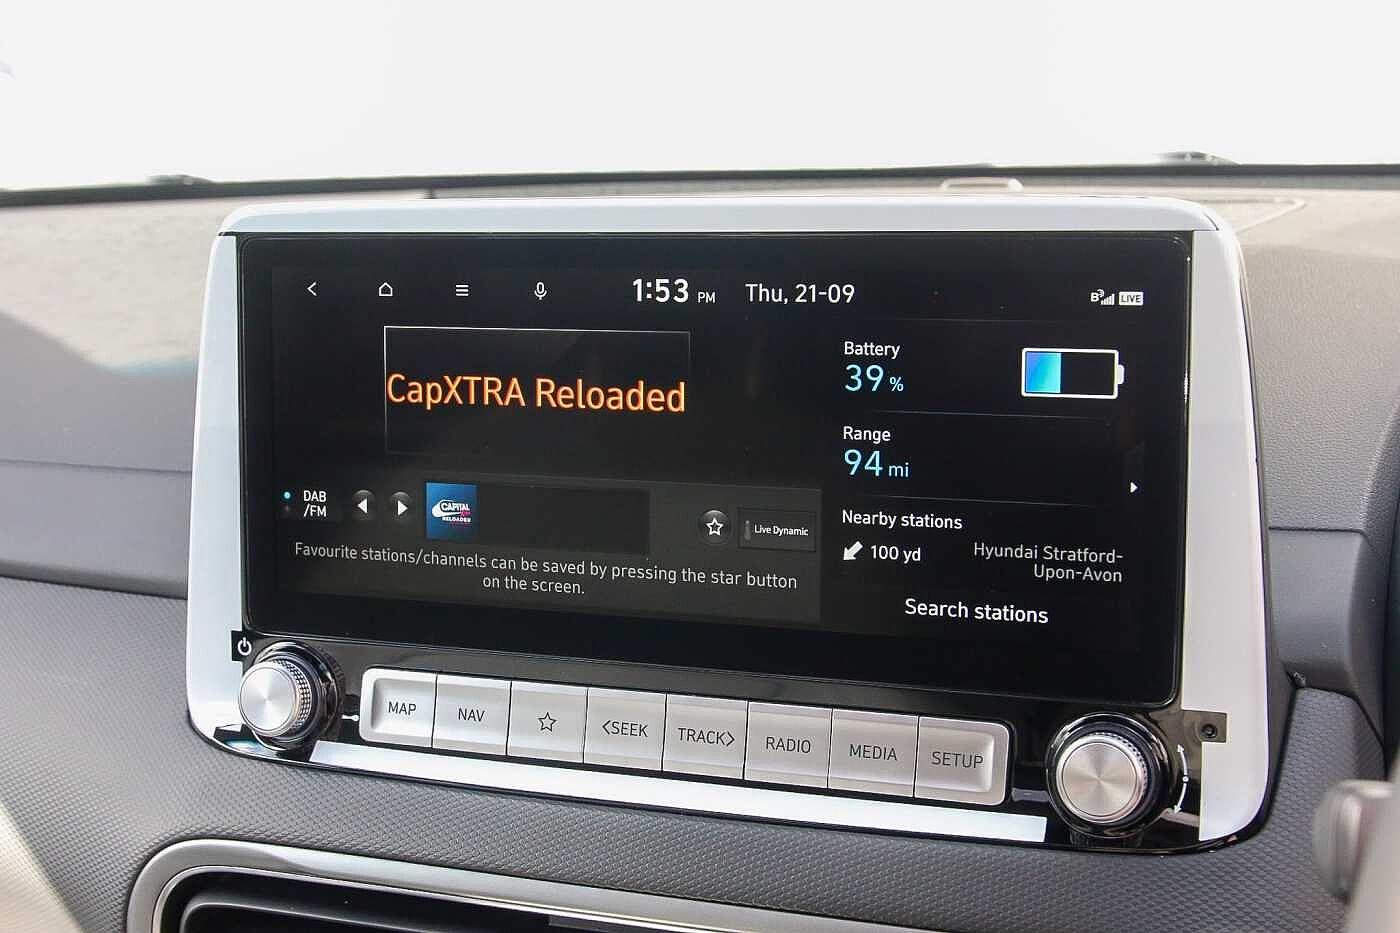 1:53 PM
Thu, 21-09
B LIVE
CapXTRA Reloaded
Battery
39 %
Range
94 mi
Nearby stations
100 yd
Hyundai Stratford-
Upon-Avon
Search stations
DAB
/FM
CAPITAL
RELOADED
Live Dynamic
Favourite stations/channels can be saved by pressing the star button
on the screen.
MAP
NAV
<SEEK
TRACK>
RADIO
MEDIA
SETUP